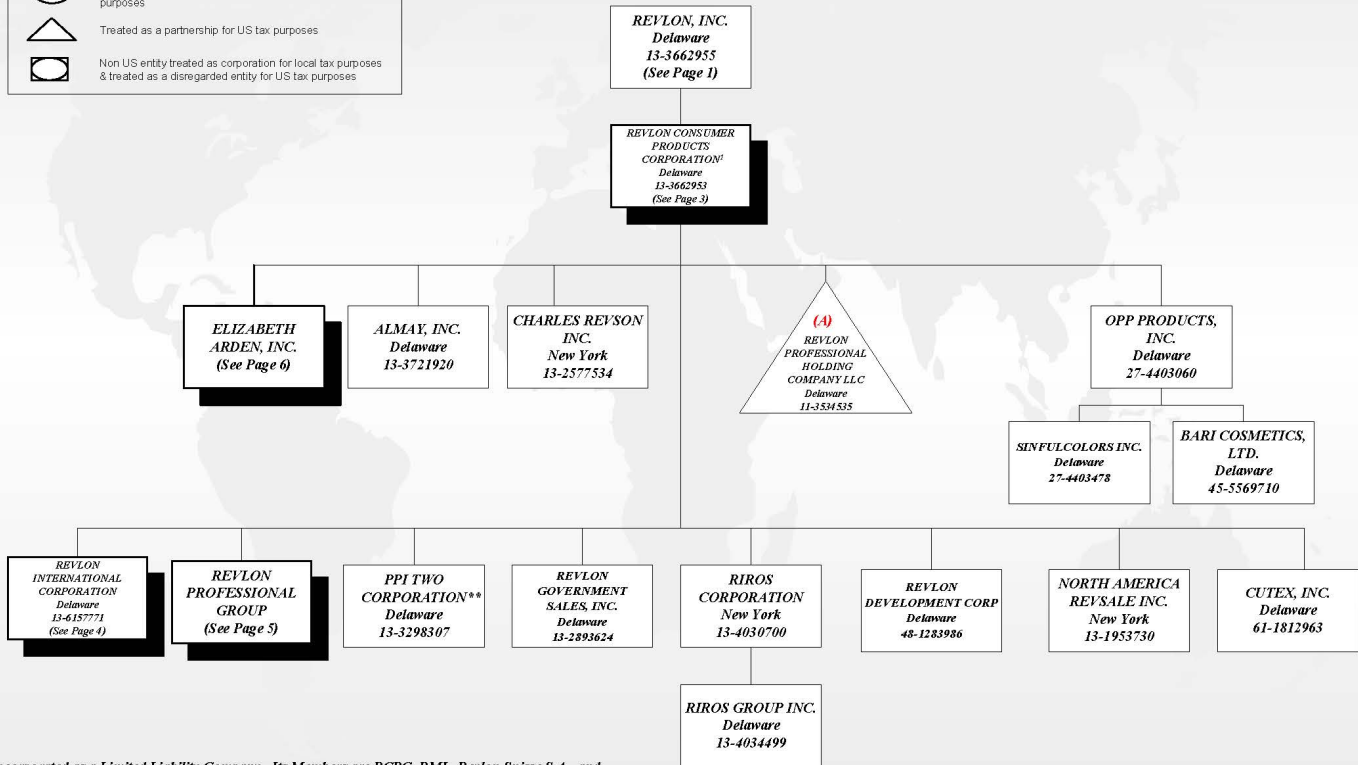 purposes
Treated as a partnership for US tax purposes
Non US entity treated as corporation for local tax purposes
& treated as a disregarded entity for US tax purposes
REVLON, INC.
Delaware
13-3662955
(See Page 1)
REVLON CONSUMER
PRODUCTS
CORPORATION¹
Delaware
13-3662953
(See Page 3)
ELIZABETH
ARDEN, INC.
(See Page 6)
ALMAY, INC.
Delaware
13-3721920
CHARLES REVSON
INC.
New York
13-2577534
(A)
REVLON
PROFESSIONAL
HOLDING
COMPANY LLC
Delaware
11-3534535
OPP PRODUCTS,
INC.
Delaware
27-4403060
SINFULCOLORS INC.
Delaware
27-4403478
BARI COSMETICS,
LTD.
Delaware
45-5569710
REVLON
INTERNATIONAL
CORPORATION
Delaware
13-6157771
(See Page 4)
REVLON
PROFESSIONAL
GROUP
(See Page 5)
PPI TWO
CORPORATION**
Delaware
13-3298307
REVLON
GOVERNMENT
SALES, INC.
Delaware
13-2893624
RIROS
CORPORATION
New York
13-4030700
REVLON
DEVELOPMENT CORP
Delaware
48-1283986
NORTH AMERICA
REVSALE INC.
New York
13-1953730
CUTEX, INC.
Delaware
61-1812963
RIROS GROUP INC.
Delaware
13-4034499